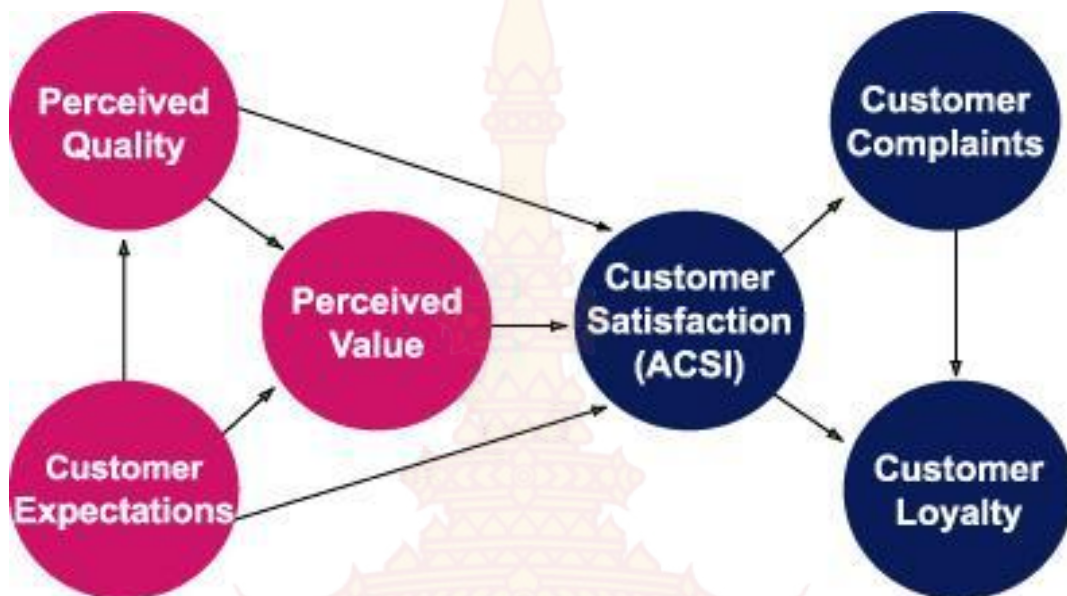 Perceived
Quality
Customer
Complaints
Perceived
Value
Customer
Satisfaction
(ACSI)
Customer
Expectations
Customer
Loyalty